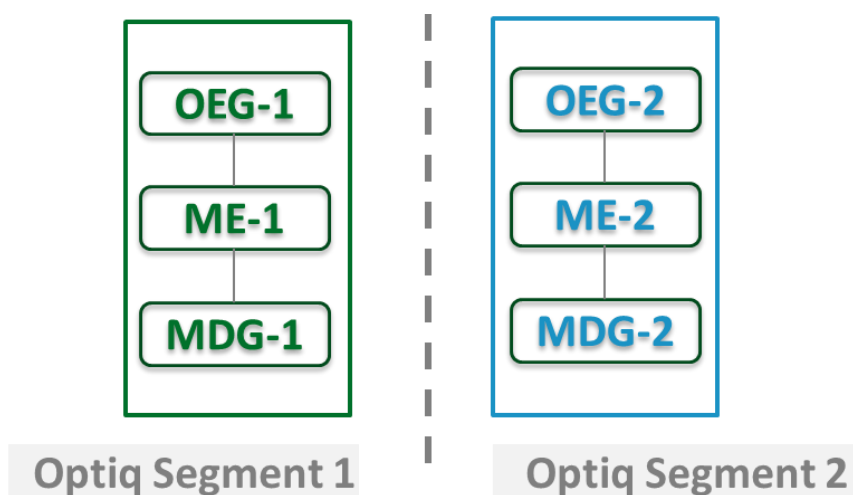 OEG-1
ME-1
MDG-1
Optiq Segment 1
OEG-2
ME-2
MDG-2
Optiq Segment 2